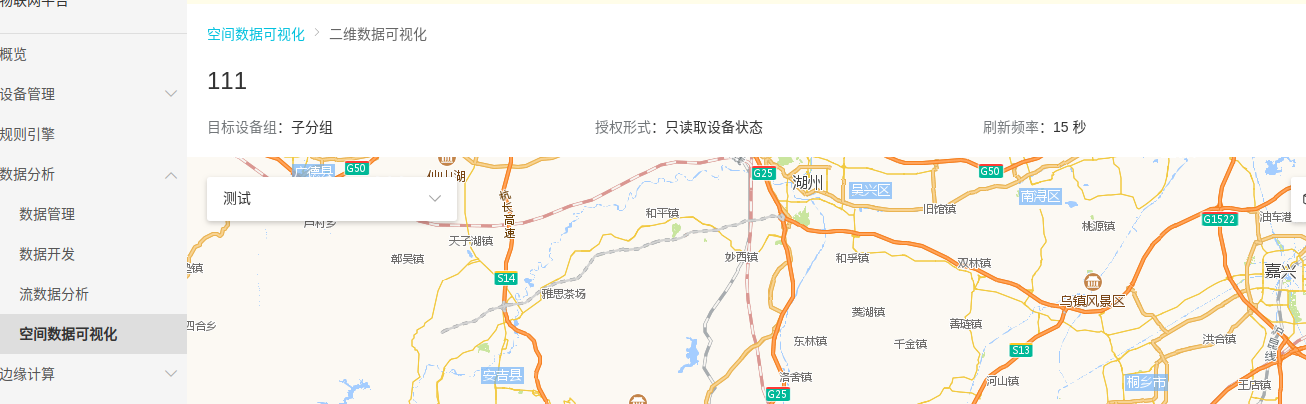 物联网平台
概览
设备管理
规则引擎
数据分析
数据管理
数据开发
流数据分析
空间数据可视化
边缘计算
空间数据可视化 > 二维数据可视化
111
目标设备组：子分组
授权形式：只读取设备状态
刷新频率：15 秒
测试
广德县
G50
仙山湖
G25
湖州
吴兴区
G50
南浔区
杭长高速
卢村乡
和平镇
旧馆镇
G1522
油车港
天子湖镇
桃源镇
鄣吴镇
妙西镇
和孚镇
双林镇
嘉兴
S14
雅思茶场
乌镇风景区
四合乡
菱湖镇
善琏镇
东林镇
千金镇
洪合镇
S13
安吉县
洛舍镇
河山镇
桐乡市
王店镇
G25